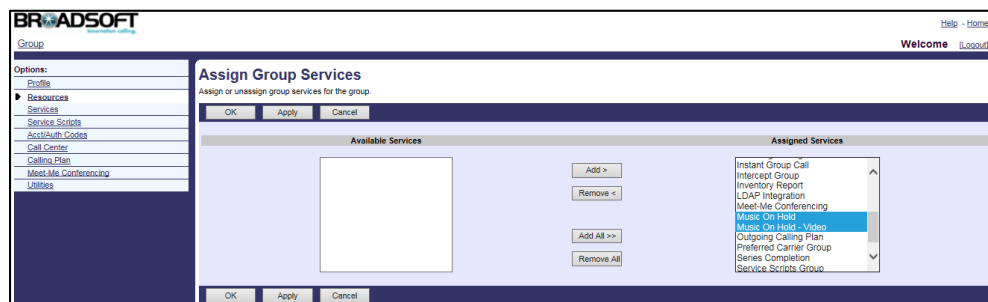 BROADSOFT
innovation calling.
Help - Home
Group
Welcome [Logout]
Options:
Profile
Resources
Services
Service Scripts
Acct/Auth Codes
Call Center
Calling Plan
Meet-Me Conferencing
Utilities
Assign Group Services
Assign or unassign group services for the group.
OK Apply Cancel
Available Services
Assigned Services
Add >
Remove <
Add All >>
Remove All
Instant Group Call
Intercept Group
Inventory Report
LDAP Integration
Meet-Me Conferencing
Music On Hold
Music On Hold - Video
Outgoing Calling Plan
Preferred Carrier Group
Series Completion
Service Scripts Group
OK Apply Cancel